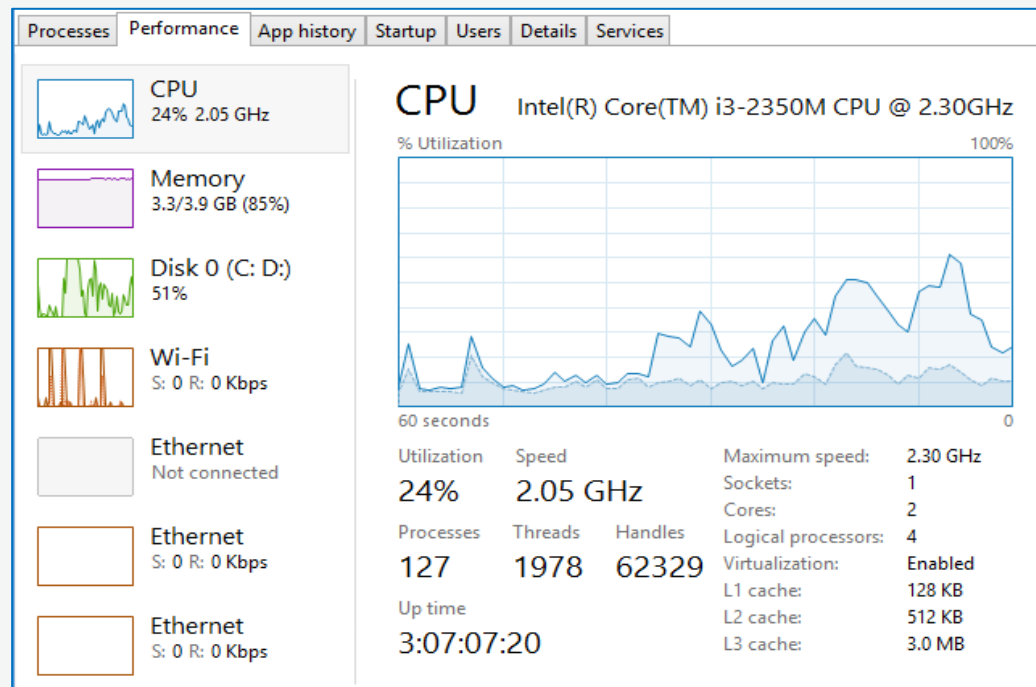 Processes Performance App history Startup Users Details Services
CPU
24% 2.05 GHz
Memory
3.3/3.9 GB (85%)
Disk 0 (C: D:)
51%
Wi-Fi
S: 0 R: 0 Kbps
Ethernet
Not connected
Ethernet
S: 0 R: 0 Kbps
Ethernet
S: 0 R: 0 Kbps
CPU Intel(R) Core(TM) i3-2350M CPU @ 2.30GHz
% Utilization 100%
60 seconds 0
Utilization Speed
24% 2.05 GHz
Processes Threads Handles
127 1978 62329
Up time
3:07:07:20
Maximum speed: 2.30 GHz
Sockets: 1
Cores: 2
Logical processors: 4
Virtualization: Enabled
L1 cache: 128 KB
L2 cache: 512 KB
L3 cache: 3.0 MB